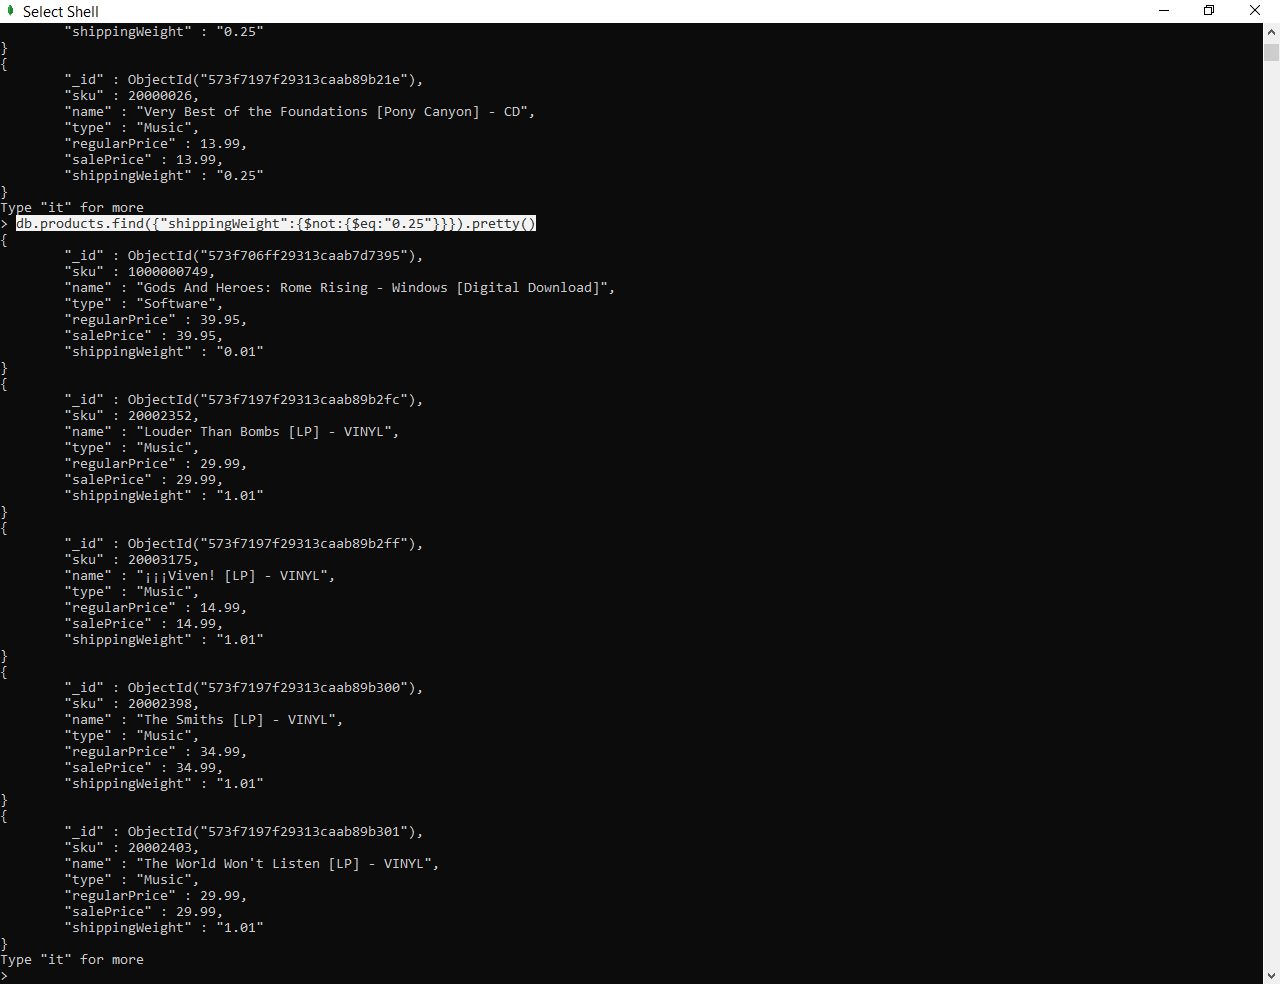 Select Shell
        "shippingWeight" : "0.25"
}
{
        "_id" : ObjectId("573f7197f29313caab89b21e"),
        "sku" : 20000026,
        "name" : "Very Best of the Foundations [Pony Canyon] - CD",
        "type" : "Music",
        "regularPrice" : 13.99,
        "salePrice" : 13.99,
        "shippingWeight" : "0.25"
}
Type "it" for more
> db.products.find({"shippingWeight":{$not:{$eq:"0.25"}}}).pretty()
{
        "_id" : ObjectId("573f706ff29313caab7d7395"),
        "sku" : 1000000749,
        "name" : "Gods And Heroes: Rome Rising - Windows [Digital Download]",
        "type" : "Software",
        "regularPrice" : 39.95,
        "salePrice" : 39.95,
        "shippingWeight" : "0.01"
}
{
        "_id" : ObjectId("573f7197f29313caab89b2fc"),
        "sku" : 20002352,
        "name" : "Louder Than Bombs [LP] - VINYL",
        "type" : "Music",
        "regularPrice" : 29.99,
        "salePrice" : 29.99,
        "shippingWeight" : "1.01"
}
{
        "_id" : ObjectId("573f7197f29313caab89b2ff"),
        "sku" : 20003175,
        "name" : "¡¡¡Viven! [LP] - VINYL",
        "type" : "Music",
        "regularPrice" : 14.99,
        "salePrice" : 14.99,
        "shippingWeight" : "1.01"
}
{
        "_id" : ObjectId("573f7197f29313caab89b300"),
        "sku" : 20002398,
        "name" : "The Smiths [LP] - VINYL",
        "type" : "Music",
        "regularPrice" : 34.99,
        "salePrice" : 34.99,
        "shippingWeight" : "1.01"
}
{
        "_id" : ObjectId("573f7197f29313caab89b301"),
        "sku" : 20002403,
        "name" : "The World Won't Listen [LP] - VINYL",
        "type" : "Music",
        "regularPrice" : 29.99,
        "salePrice" : 29.99,
        "shippingWeight" : "1.01"
}
Type "it" for more
>